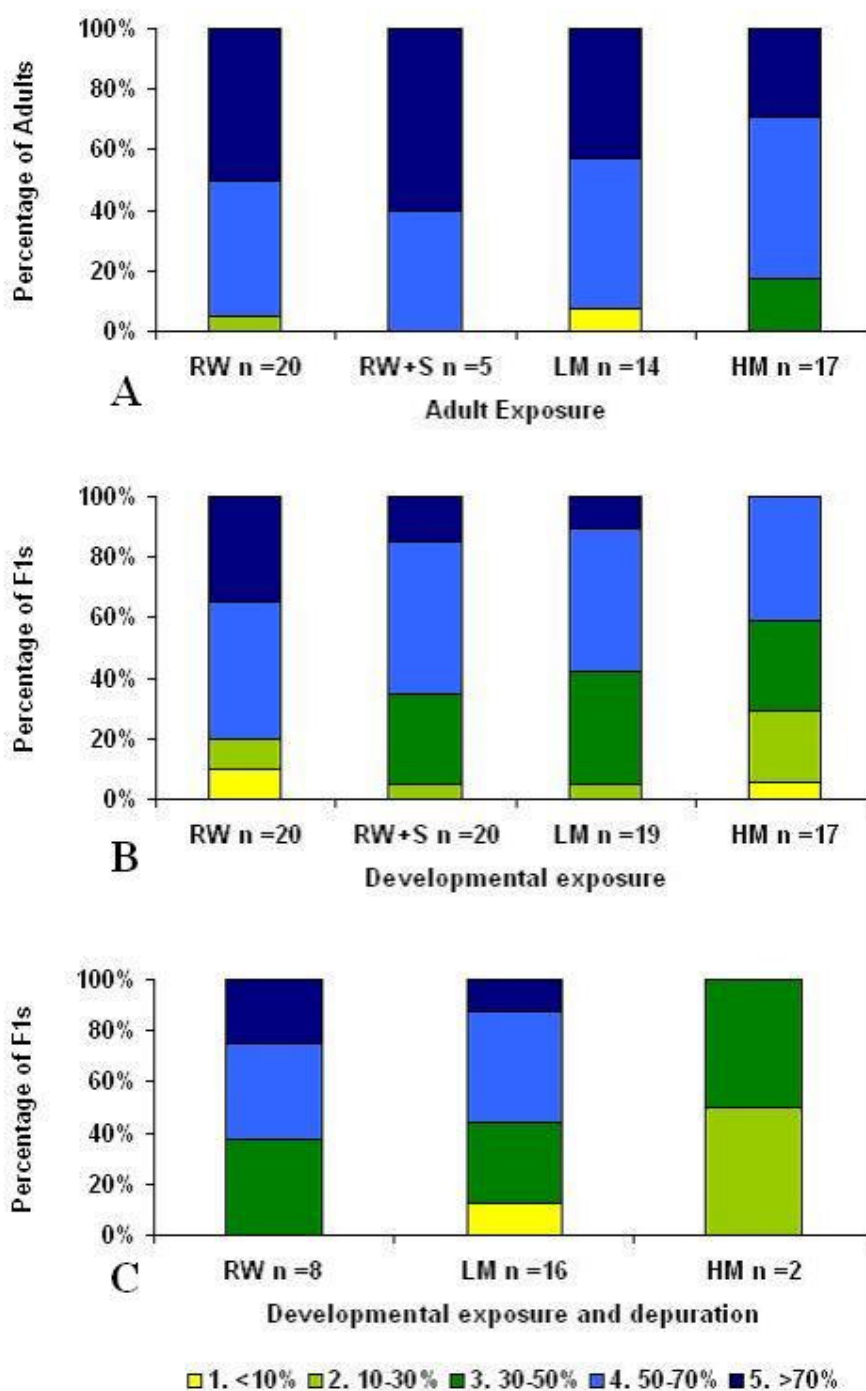 100%
80%
60%
40%
20%
0%
Percentage of Adults
RW n =20 RW+S n =5 LM n =14 HM n =17
A
Adult Exposure
100%
80%
60%
40%
20%
0%
Percentage of F1s
RW n =20 RW+S n =20 LM n =19 HM n =17
B
Developmental exposure
100%
80%
60%
40%
20%
0%
Percentage of F1s
RW n =8 LM n =16 HM n =2
C
Developmental exposure and depuration
1. <10% 2. 10-30% 3. 30-50% 4. 50-70% 5. >70%